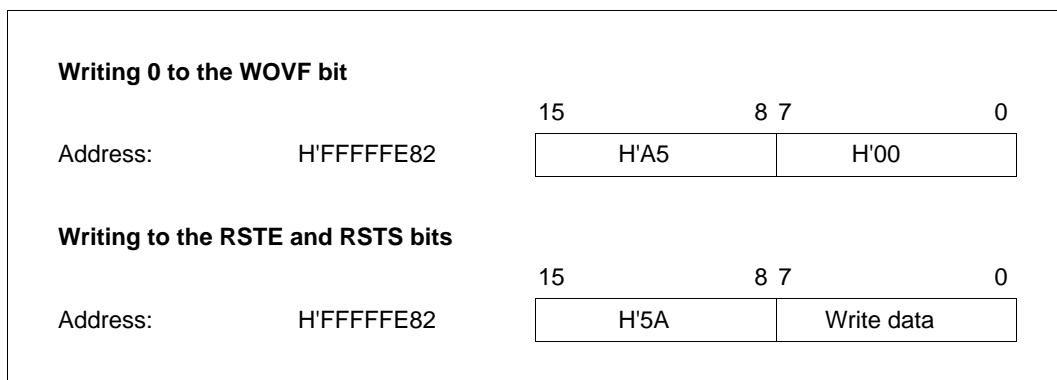 Writing 0 to the WOVF bit
15 8 7 0
Address: H'FFFFFE82 H'A5 H'00
Writing to the RSTE and RSTS bits
15 8 7 0
Address: H'FFFFFE82 H'5A Write data